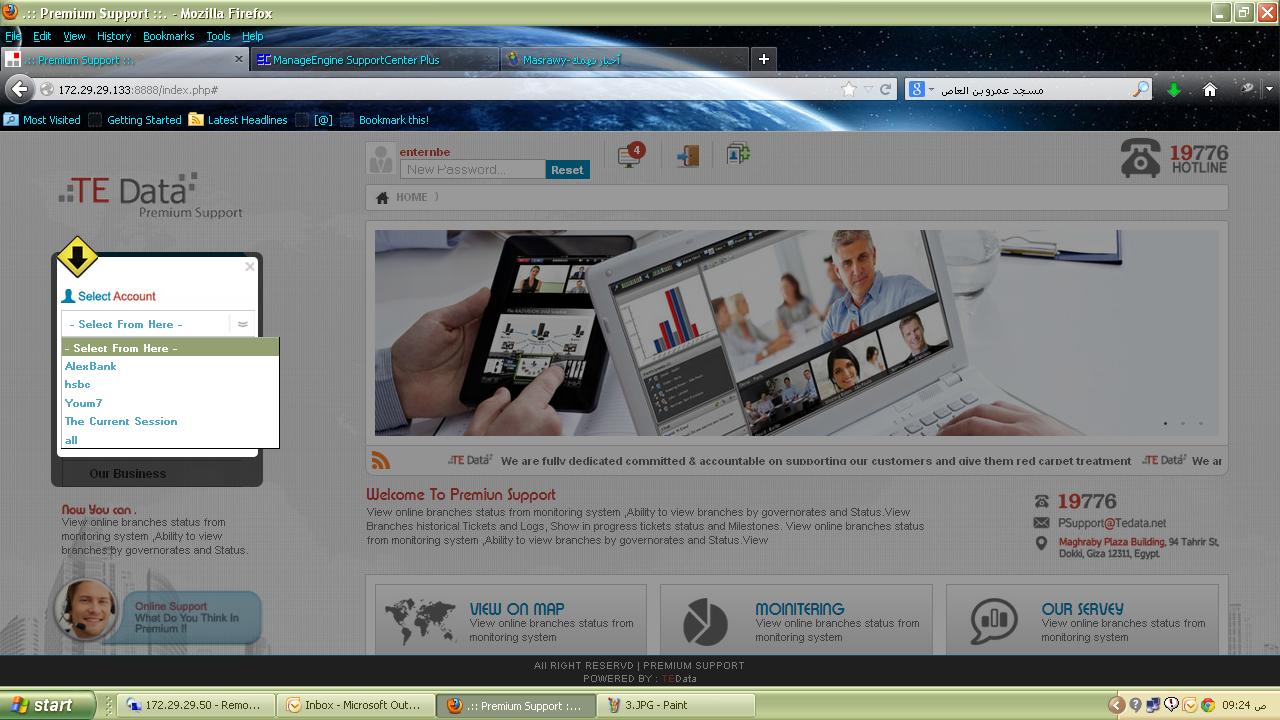 .:: Premium Support ::. - Mozilla Firefox
File Edit View History Bookmarks Tools Help
.:: Premium Support ::.
ManageEngine SupportCenter Plus
Masrawy-أخبار تهمك
مسجد عمرو بن العاص
Most Visited Getting Started Latest Headlines [@] Bookmark this!
enternbe
New Password...
Reset
4
19776
HOTLINE
TE Data
Premium Support
HOME
Select Account
- Select From Here -
- Select From Here -
AlexBank
hsbc
Youm7
The Current Session
all
Our Business
TE Data
We are fully dedicated committed & accountable on supporting our customers and give them red carpet treatment
TE Data
We ar
Now You can .
View online branches status from
monitoring system ,Ability to view
branches by governorates and Status.
Welcome To Premiun Support
View online branches status from monitoring system ,Ability to view branches by governorates and Status.View
Branches historical Tickets and Logs, Show in progress tickets status and Milestones. View online branches status
from monitoring system ,Ability to view branches by governorates and Status.View
19776
PSupport@Tedata.net
Maghraby Plaza Building, 94 Tahrir St,
Dokki, Giza 12311, Egypt.
Online Support
What Do You Think In
Premium !!
VIEW ON MAP
View online branches status from
monitoring system
MOINITERING
View online branches status from
monitoring system
OUR SERVEY
View online branches status from
monitoring system
All RIGHT RESERVD | PREMIUM SUPPORT
POWERED BY : TEData
start
172.29.29.50 - Remo...
Inbox - Microsoft Out...
.:: Premium Support :...
3.JPG - Paint
09:24 ص